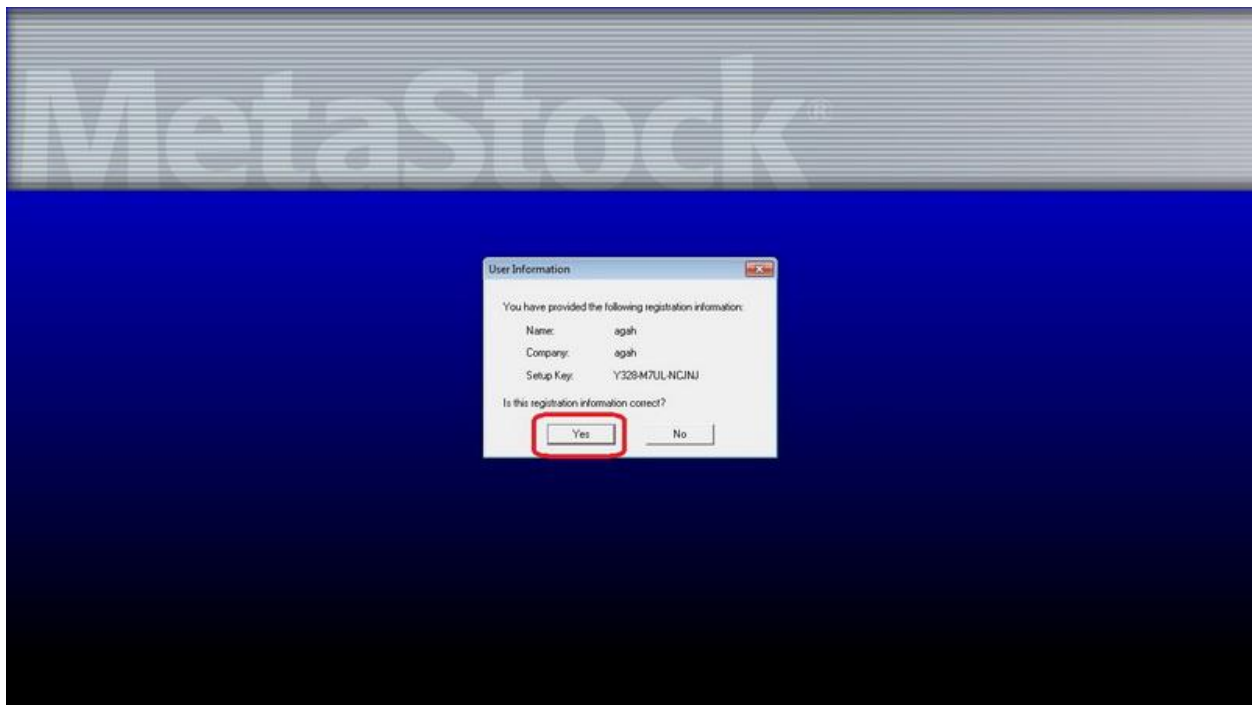 MetaStock®
User Information
You have provided the following registration information:
Name: agah
Company: agah
Setup Key: Y328-M7UL-NCJNJ
Is this registration information correct?
Yes No